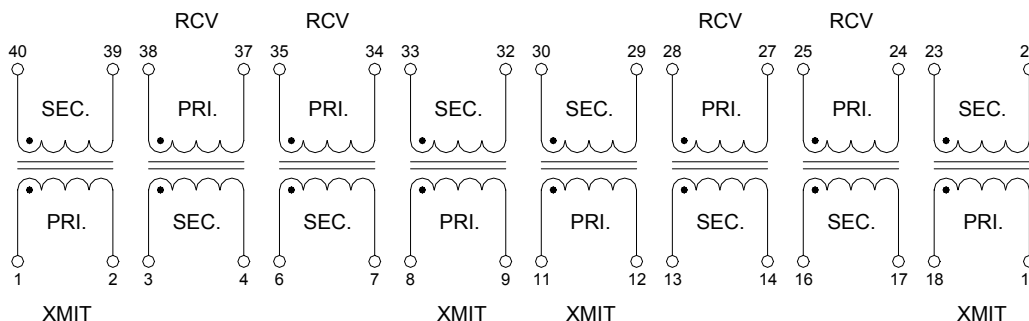 RCV RCV RCV RCV
40 39 38 37 35 34 33 32 30 29 28 27 25 24 23 2
SEC. PRI. PRI. SEC. SEC. PRI. PRI. SEC.
PRI. SEC. SEC. PRI. PRI. SEC. SEC. PRI.
1 2 3 4 6 7 8 9 11 12 13 14 16 17 18 1
XMIT XMIT XMIT XMIT